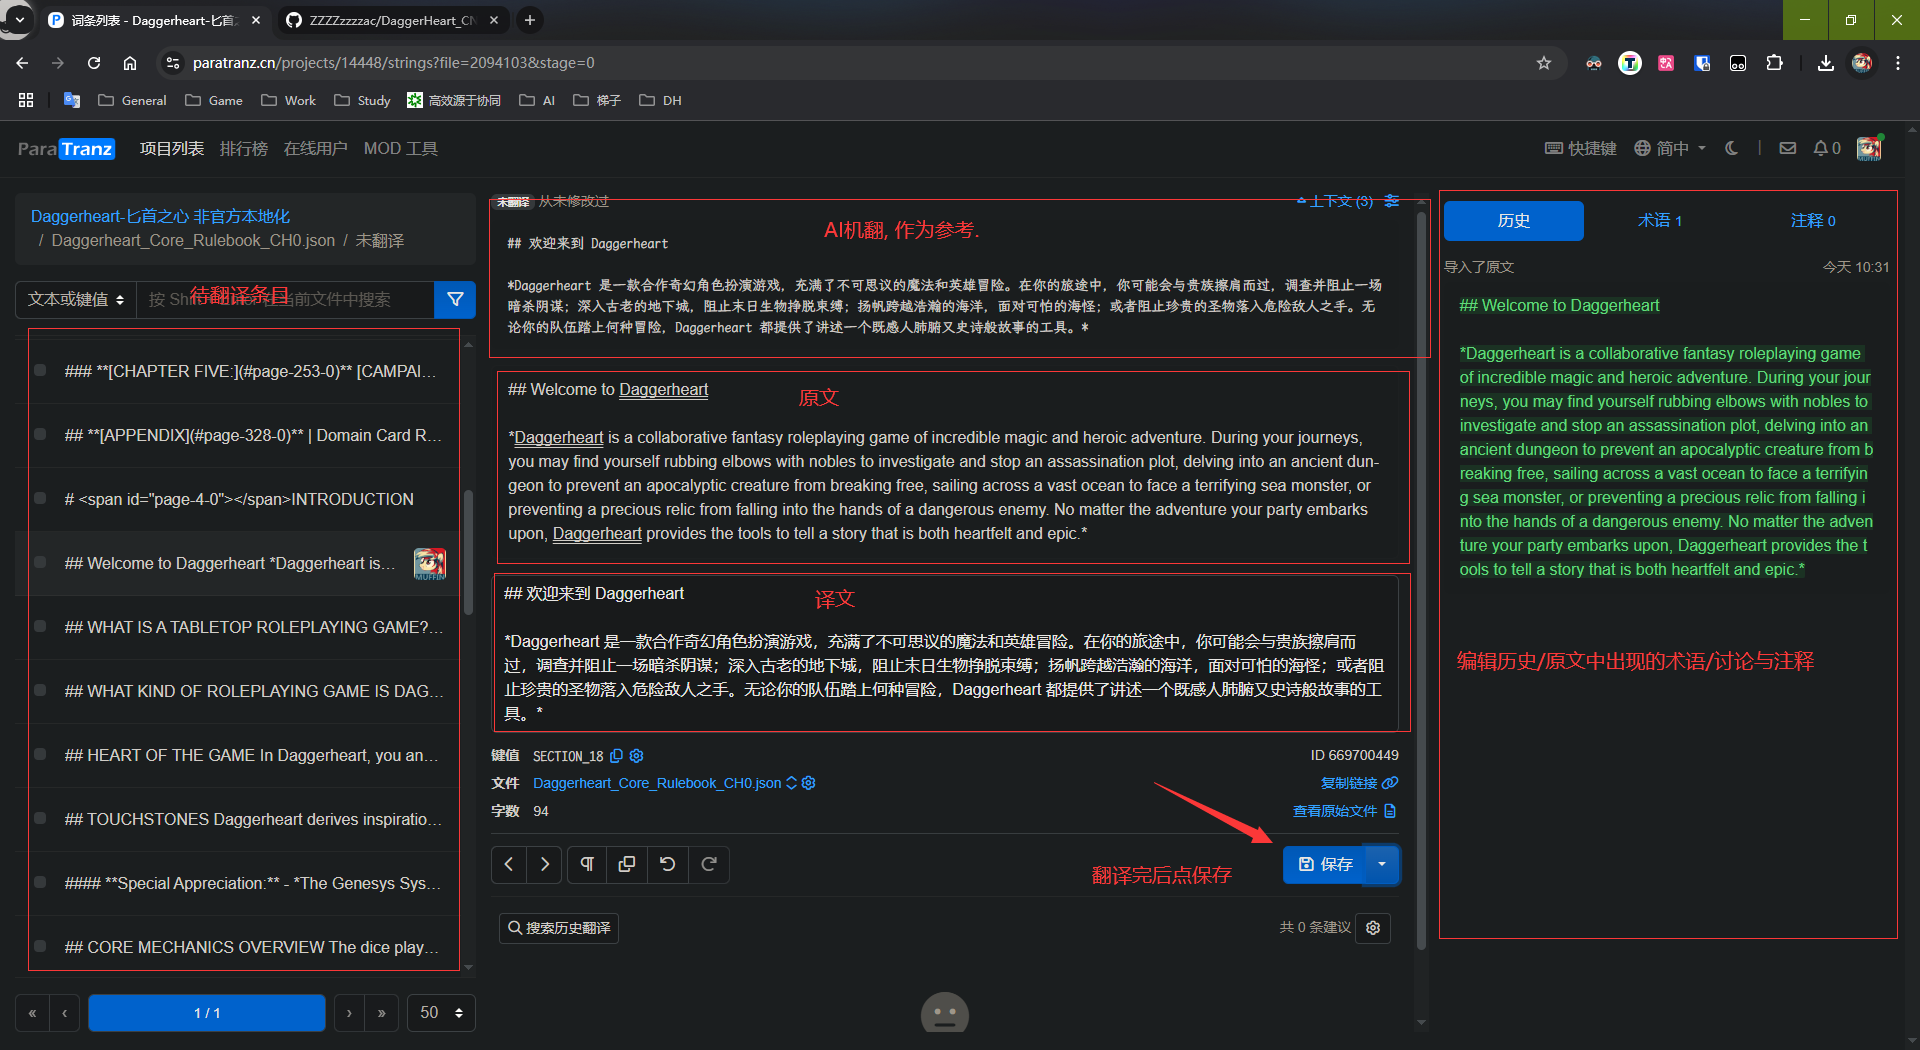 词条列表 - Daggerheart-匕首
ZZZZzzzzac/DaggerHeart_CN
paratranz.cn/projects/14448/strings?file=2094103&stage=0
General Game Work Study 高效源于协同 AI 梯子 DH
ParaTranz 项目列表 排行榜 在线用户 MOD 工具
快捷键 简中 0
Daggerheart-匕首之心 非官方本地化
/ Daggerheart_Core_Rulebook_CH0.json / 未翻译
文本或键值
待翻译条目
### **[CHAPTER FIVE:](#page-253-0)** [CAMPAI...
## **[APPENDIX](#page-328-0)** | Domain Card R...
# <span id="page-4-0"></span>INTRODUCTION
## Welcome to Daggerheart *Daggerheart is...
MUFFIN
## WHAT IS A TABLETOP ROLEPLAYING GAME?...
## WHAT KIND OF ROLEPLAYING GAME IS DAG...
## HEART OF THE GAME In Daggerheart, you an...
## TOUCHSTONES Daggerheart derives inspiratio...
#### **Special Appreciation:** - *The Genesys Sys...
## CORE MECHANICS OVERVIEW The dice play...
« ‹ 1 / 1 › » 50
未翻译 从未修改过
上下文 (3)
AI机翻, 作为参考.
## 欢迎来到 Daggerheart
*Daggerheart 是一款合作奇幻角色扮演游戏，充满了不可思议的魔法和英雄冒险。在你的旅途中，你可能会与贵族擦肩而过，调查并阻止一场
暗杀阴谋；深入古老的地下城，阻止末日生物挣脱束缚；扬帆跨越浩瀚的海洋，面对可怕的海怪；或者阻止珍贵的圣物落入危险敌人之手。无
论你的队伍踏上何种冒险，Daggerheart 都提供了讲述一个既感人肺腑又史诗般故事的工具。*
## Welcome to Daggerheart
原文
*Daggerheart is a collaborative fantasy roleplaying game of incredible magic and heroic adventure. During your journeys,
you may find yourself rubbing elbows with nobles to investigate and stop an assassination plot, delving into an ancient dun-
geon to prevent an apocalyptic creature from breaking free, sailing across a vast ocean to face a terrifying sea monster, or
preventing a precious relic from falling into the hands of a dangerous enemy. No matter the adventure your party embarks
upon, Daggerheart provides the tools to tell a story that is both heartfelt and epic.*
## 欢迎来到 Daggerheart
译文
*Daggerheart 是一款合作奇幻角色扮演游戏，充满了不可思议的魔法和英雄冒险。在你的旅途中，你可能会与贵族擦肩而
过，调查并阻止一场暗杀阴谋；深入古老的地下城，阻止末日生物挣脱束缚；扬帆跨越浩瀚的海洋，面对可怕的海怪；或者阻
止珍贵的圣物落入危险敌人之手。无论你的队伍踏上何种冒险，Daggerheart 都提供了讲述一个既感人肺腑又史诗般故事的工
具。*
键值 SECTION_18
ID 669700449
文件 Daggerheart_Core_Rulebook_CH0.json
复制链接
字数 94
查看原始文件
保存
翻译完后点保存
搜索历史翻译
共 0 条建议
历史 术语 1 注释 0
导入了原文 今天 10:31
## Welcome to Daggerheart
*Daggerheart is a collaborative fantasy roleplaying game
of incredible magic and heroic adventure. During your jour
neys, you may find yourself rubbing elbows with nobles to
investigate and stop an assassination plot, delving into an
ancient dungeon to prevent an apocalyptic creature from b
reaking free, sailing across a vast ocean to face a terrifyin
g sea monster, or preventing a precious relic from falling i
nto the hands of a dangerous enemy. No matter the adven
ture your party embarks upon, Daggerheart provides the t
ools to tell a story that is both heartfelt and epic.*
编辑历史/原文中出现的术语/讨论与注释